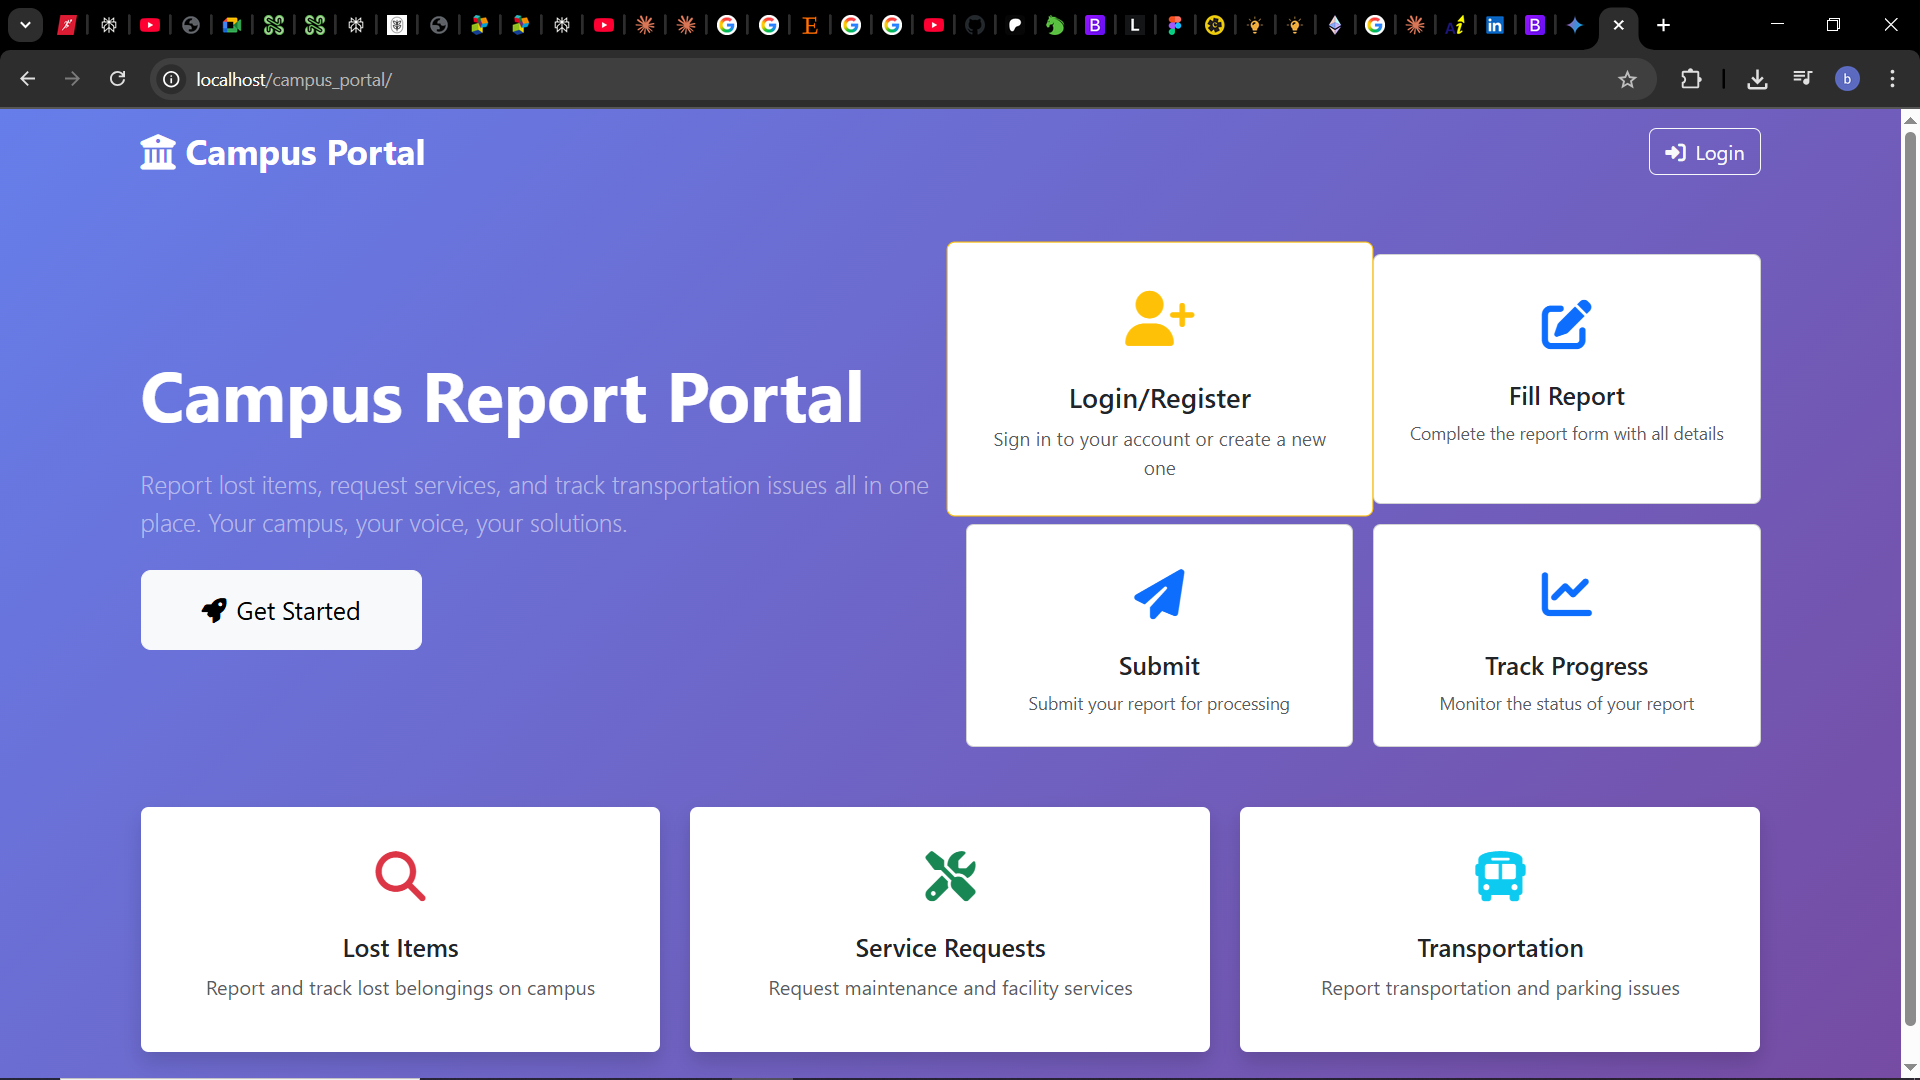 localhost/campus_portal/
b
Campus Portal
Login
Campus Report Portal
Report lost items, request services, and track transportation issues all in one
place. Your campus, your voice, your solutions.
Get Started
Login/Register
Sign in to your account or create a new
one
Fill Report
Complete the report form with all details
Submit
Submit your report for processing
Track Progress
Monitor the status of your report
Lost Items
Report and track lost belongings on campus
Service Requests
Request maintenance and facility services
Transportation
Report transportation and parking issues